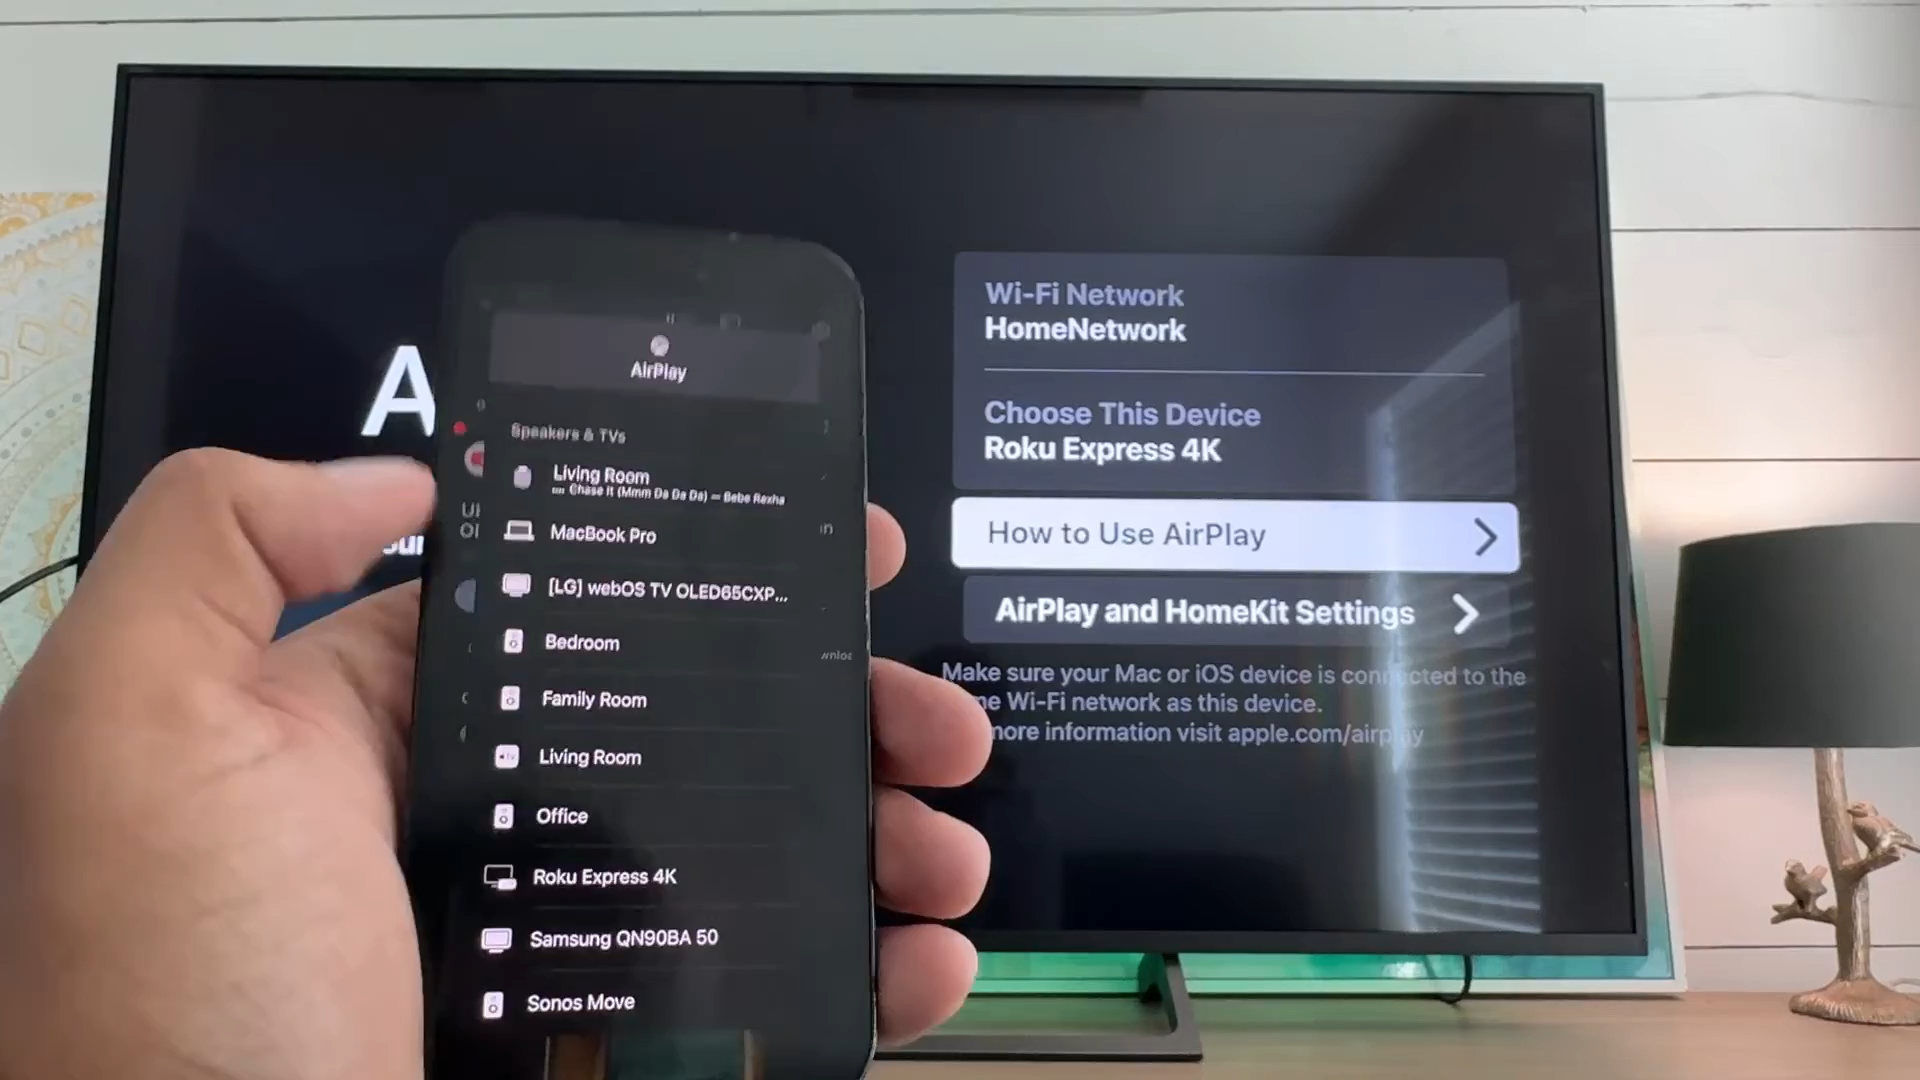 A
AirPlay
Speakers & TVs
Living Room
Chase It (Mmm Da Da Da) — Bebe Rexha
MacBook Pro
[LG] webOS TV OLED65CXP...
Bedroom
Family Room
Living Room
Office
Roku Express 4K
Samsung QN90BA 50
Sonos Move
Wi-Fi Network
HomeNetwork
Choose This Device
Roku Express 4K
How to Use AirPlay
AirPlay and HomeKit Settings
Make sure your Mac or iOS device is connected to the
Wi-Fi network as this device.
more information visit apple.com/airplay